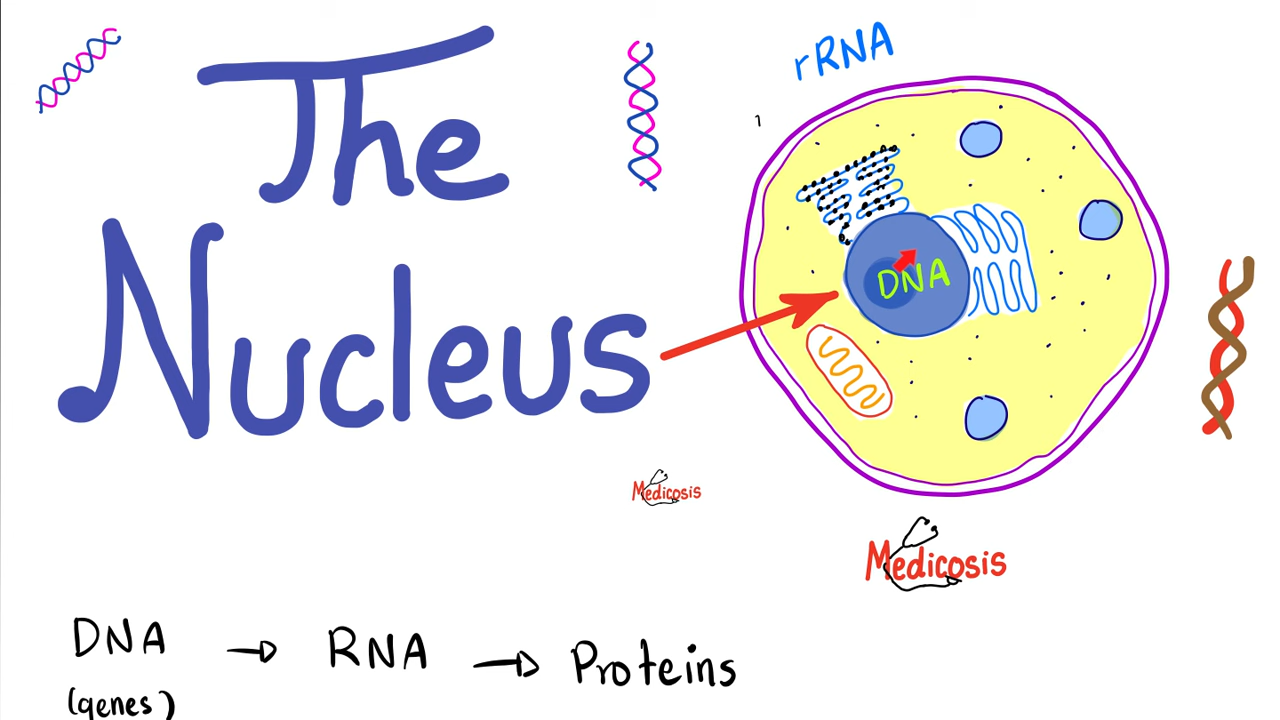 The
Nucleus
rRNA
DNA
Medicosis
Medicosis
DNA → RNA → Proteins
(genes)